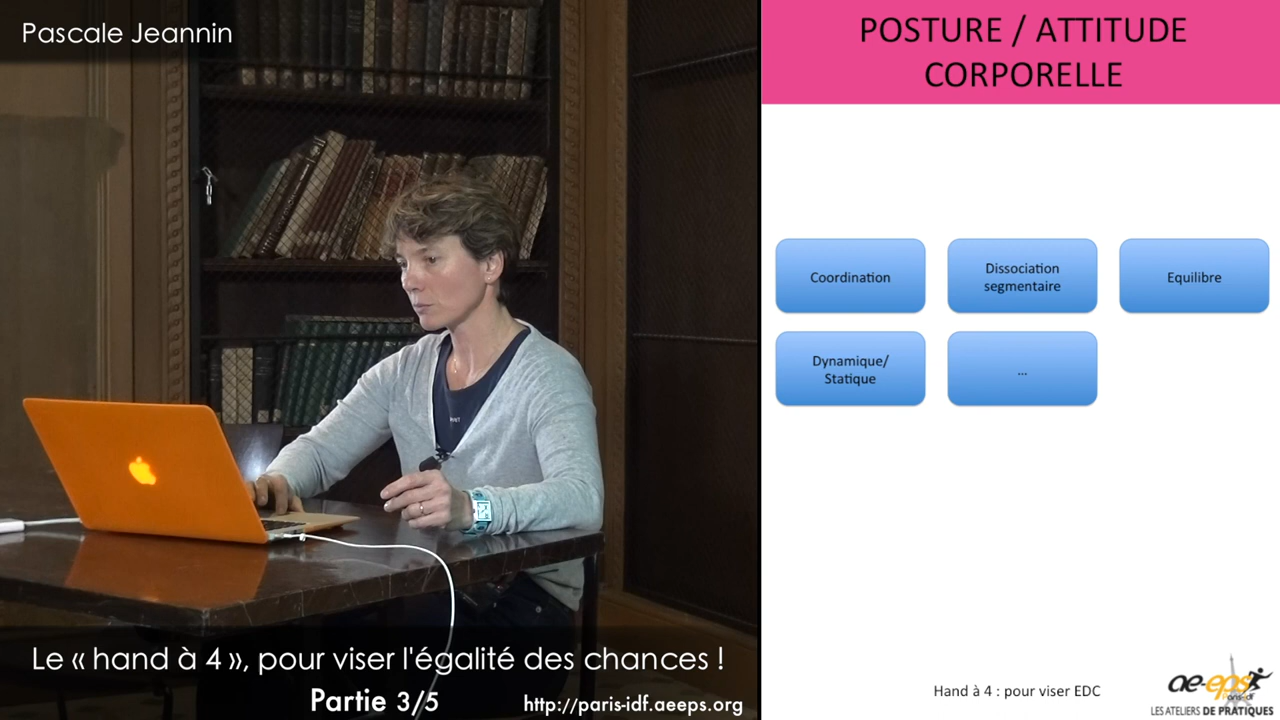 Pascale Jeannin
Le « hand à 4 », pour viser l'égalité des chances !
Partie 3/5
http://paris-idf.aeeps.org
POSTURE / ATTITUDE
CORPORELLE
Coordination
Dissociation
segmentaire
Equilibre
Dynamique/
Statique
...
Hand à 4 : pour viser EDC
ae-eps
Paris-idf
LES ATELIERS DE PRATIQUES